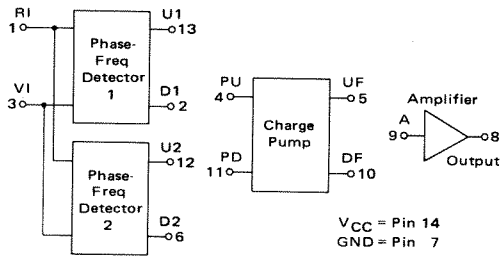 RI
1
VI
3
Phase-
Freq
Detector
1
U1
13
D1
2
Phase-
Freq
Detector
2
U2
12
D2
6
PU
4
PD
11
Charge
Pump
UF
5
DF
10
Amplifier
A
9
8
Output
VCC = Pin 14
GND = Pin 7